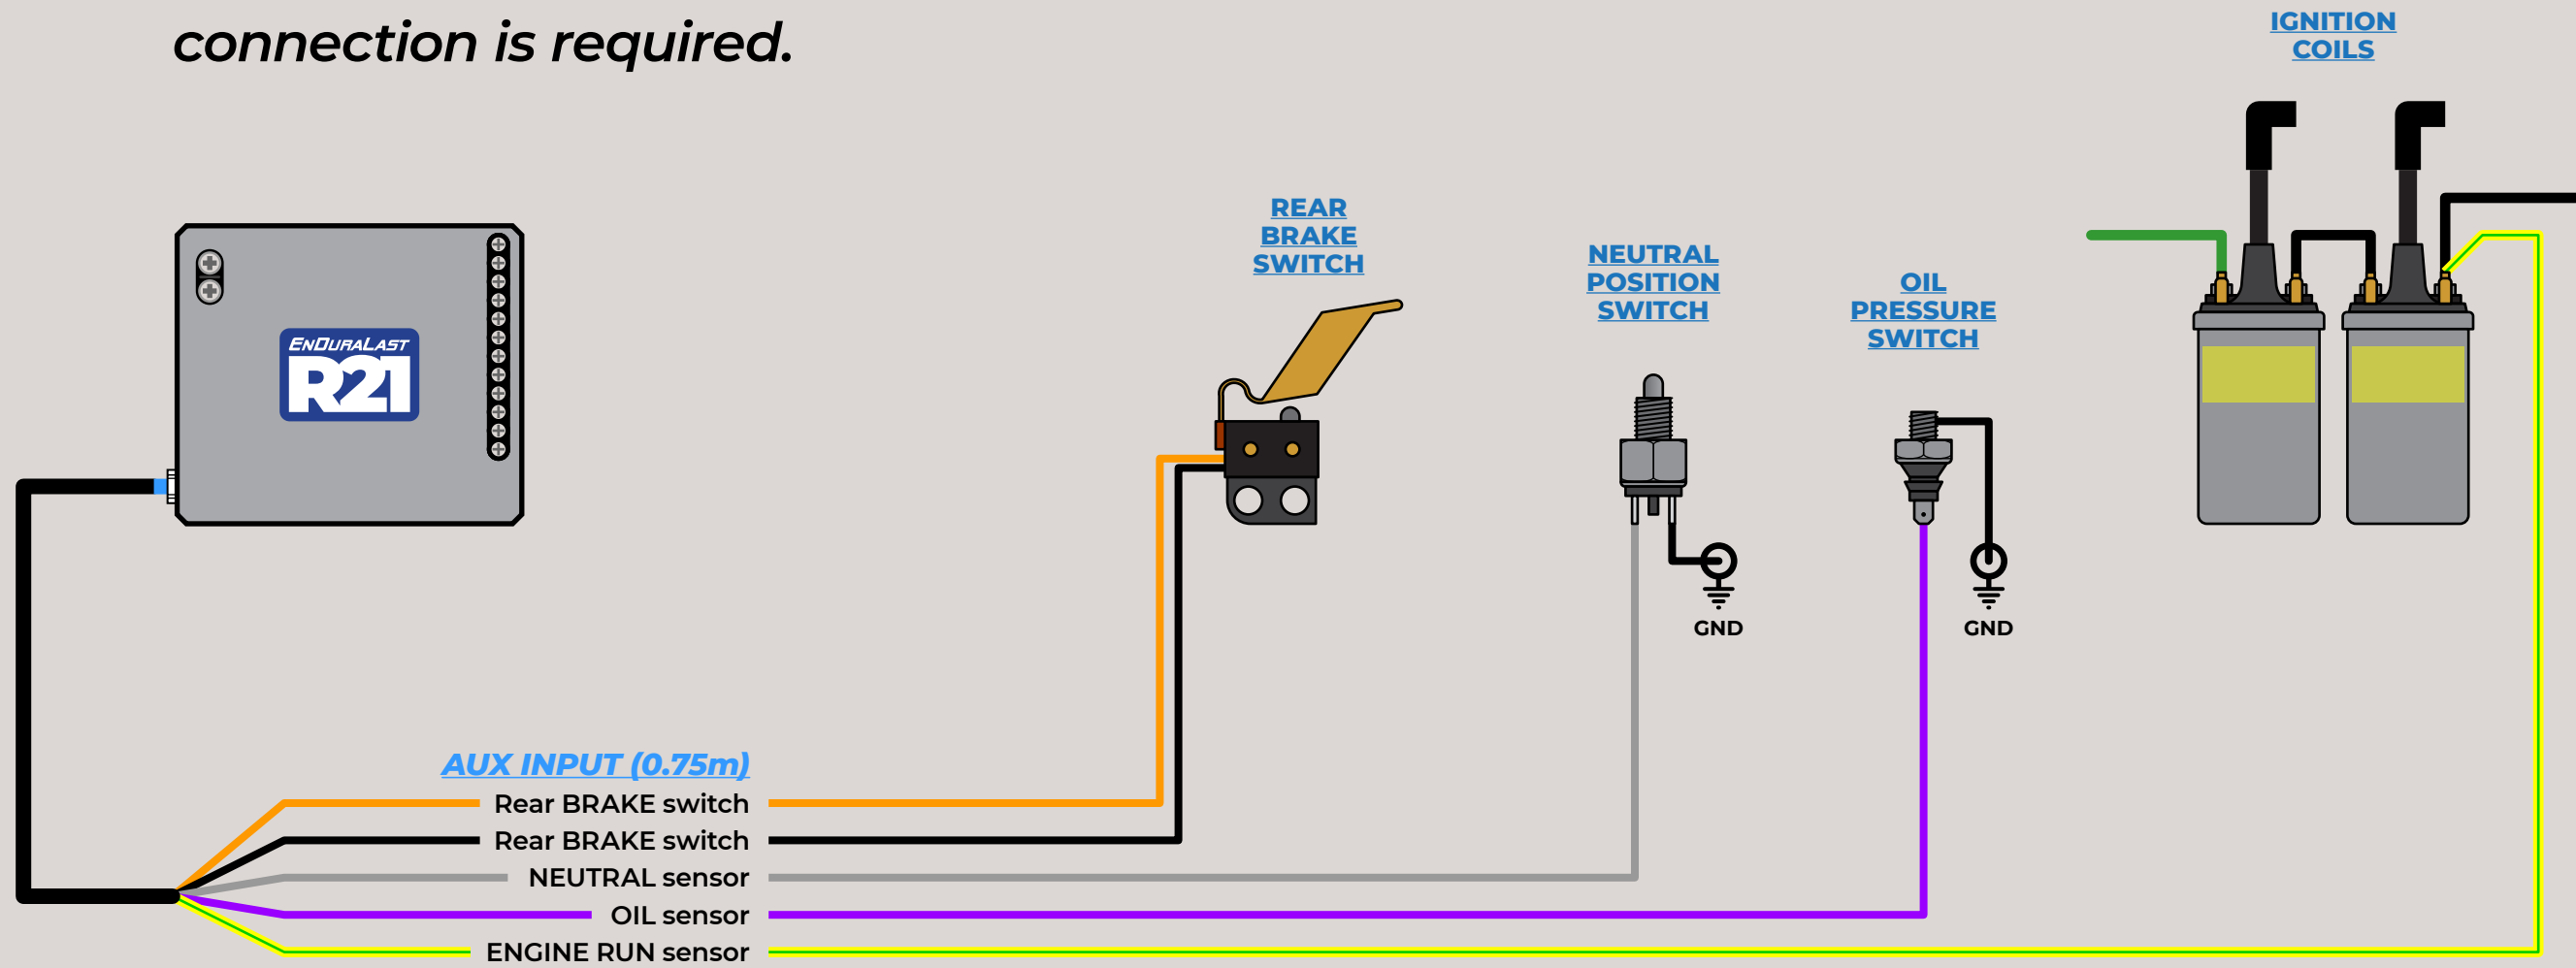 connection is required.
IGNITION
COILS
REAR
BRAKE
SWITCH
NEUTRAL
POSITION
SWITCH
OIL
PRESSURE
SWITCH
ENDURALAST
R21
GND
GND
AUX INPUT (0.75m)
Rear BRAKE switch
Rear BRAKE switch
NEUTRAL sensor
OIL sensor
ENGINE RUN sensor